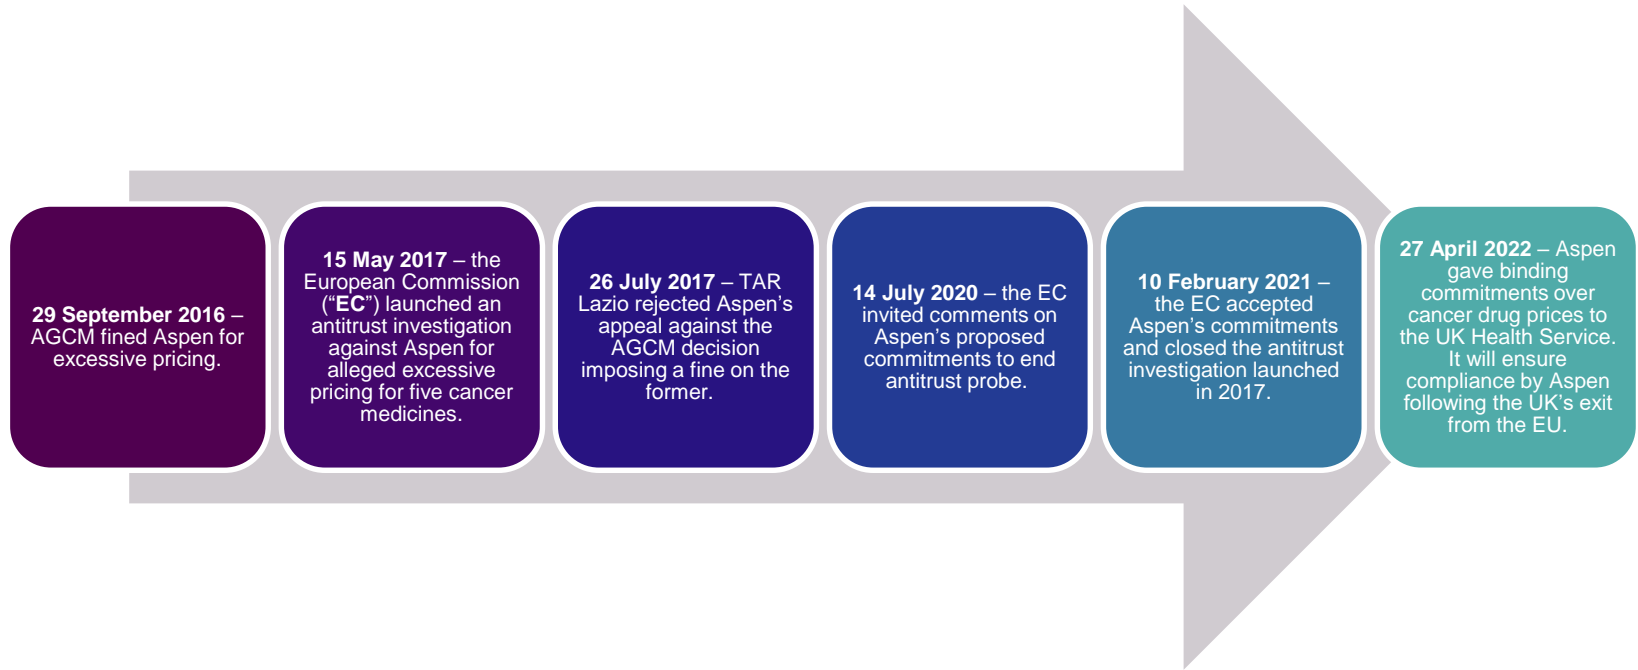 29 September 2016 –
AGCM fined Aspen for
excessive pricing.
15 May 2017 – the
European Commission
(“EC”) launched an
antitrust investigation
against Aspen for
alleged excessive
pricing for five cancer
medicines.
26 July 2017 – TAR
Lazio rejected Aspen’s
appeal against the
AGCM decision
imposing a fine on the
former.
14 July 2020 – the EC
invited comments on
Aspen’s proposed
commitments to end
antitrust probe.
10 February 2021 –
the EC accepted
Aspen’s commitments
and closed the antitrust
investigation launched
in 2017.
27 April 2022 – Aspen
gave binding
commitments over
cancer drug prices to
the UK Health Service.
It will ensure
compliance by Aspen
following the UK’s exit
from the EU.